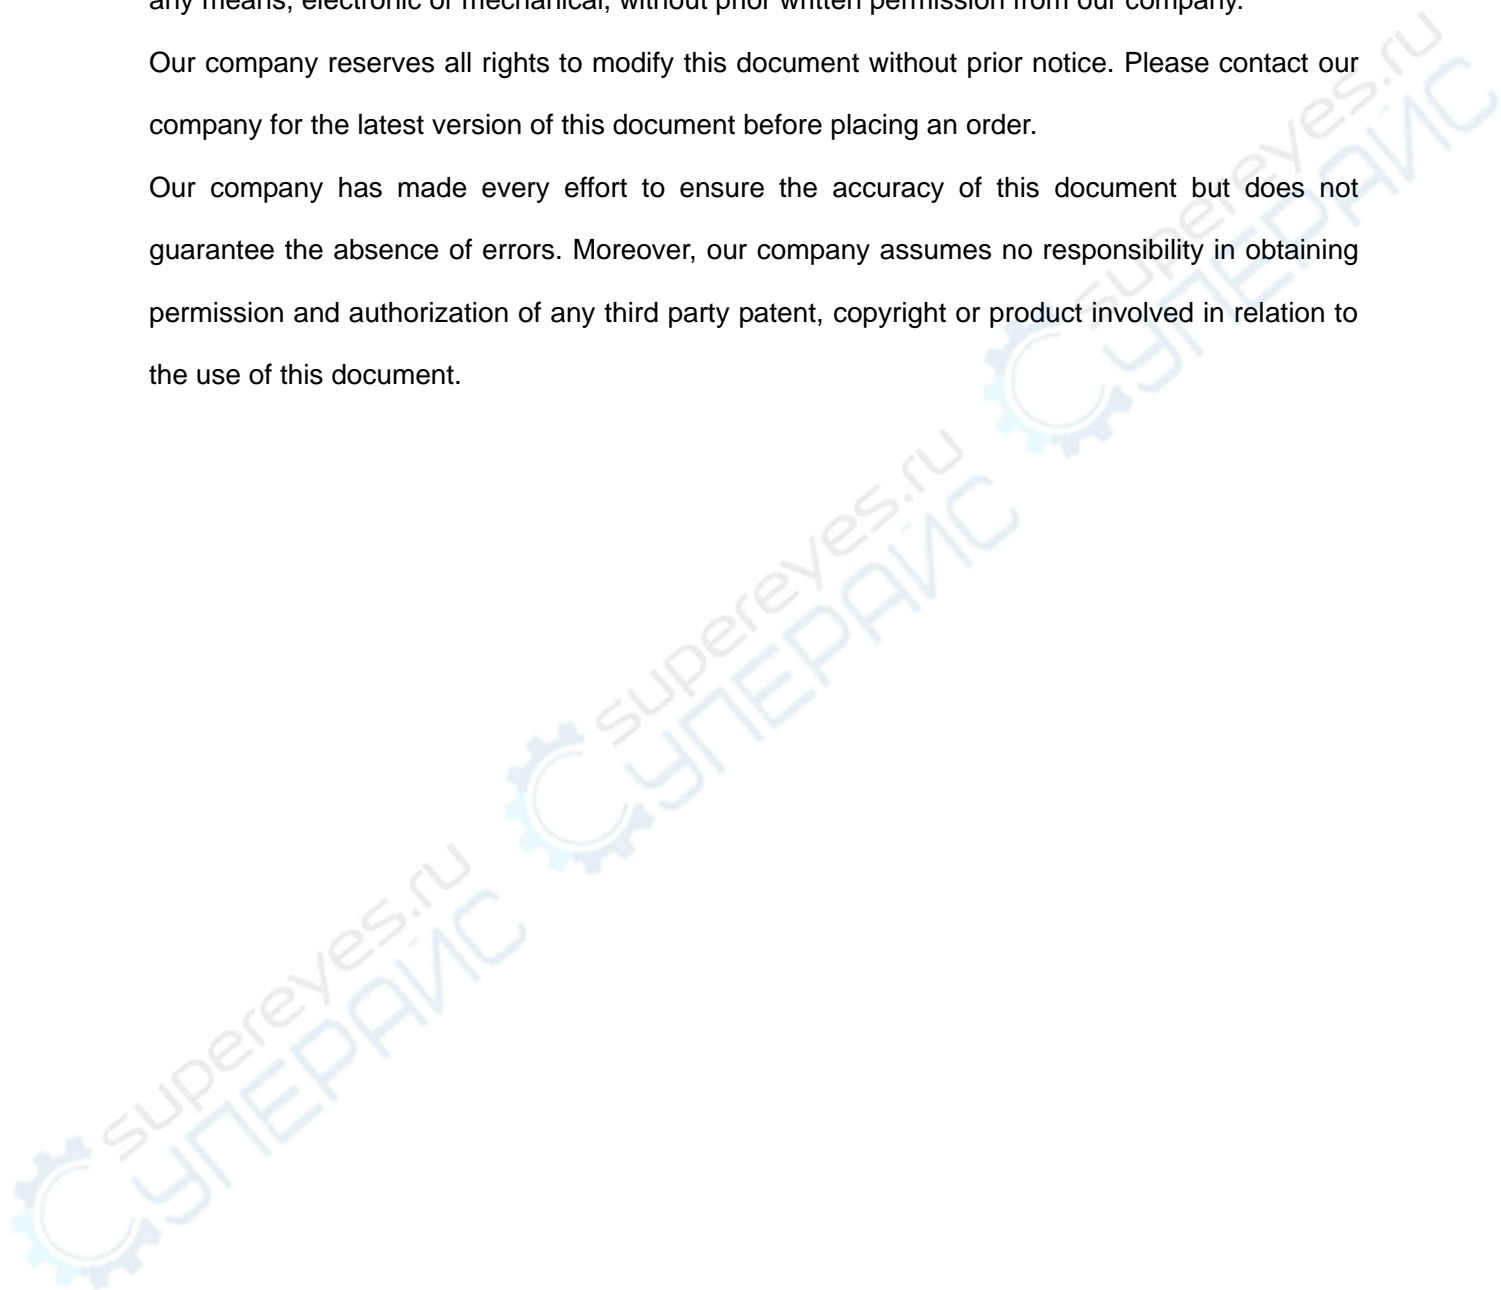 any means, electronic or mechanical, without prior written permission from our company.
Our company reserves all rights to modify this document without prior notice. Please contact our
company for the latest version of this document before placing an order.
Our company has made every effort to ensure the accuracy of this document but does not
guarantee the absence of errors. Moreover, our company assumes no responsibility in obtaining
permission and authorization of any third party patent, copyright or product involved in relation to
the use of this document.
supereyes.ru
СУПЕРАЙС
supereyes.ru
СУПЕРАЙС
supereyes.ru
СУПЕРАЙС